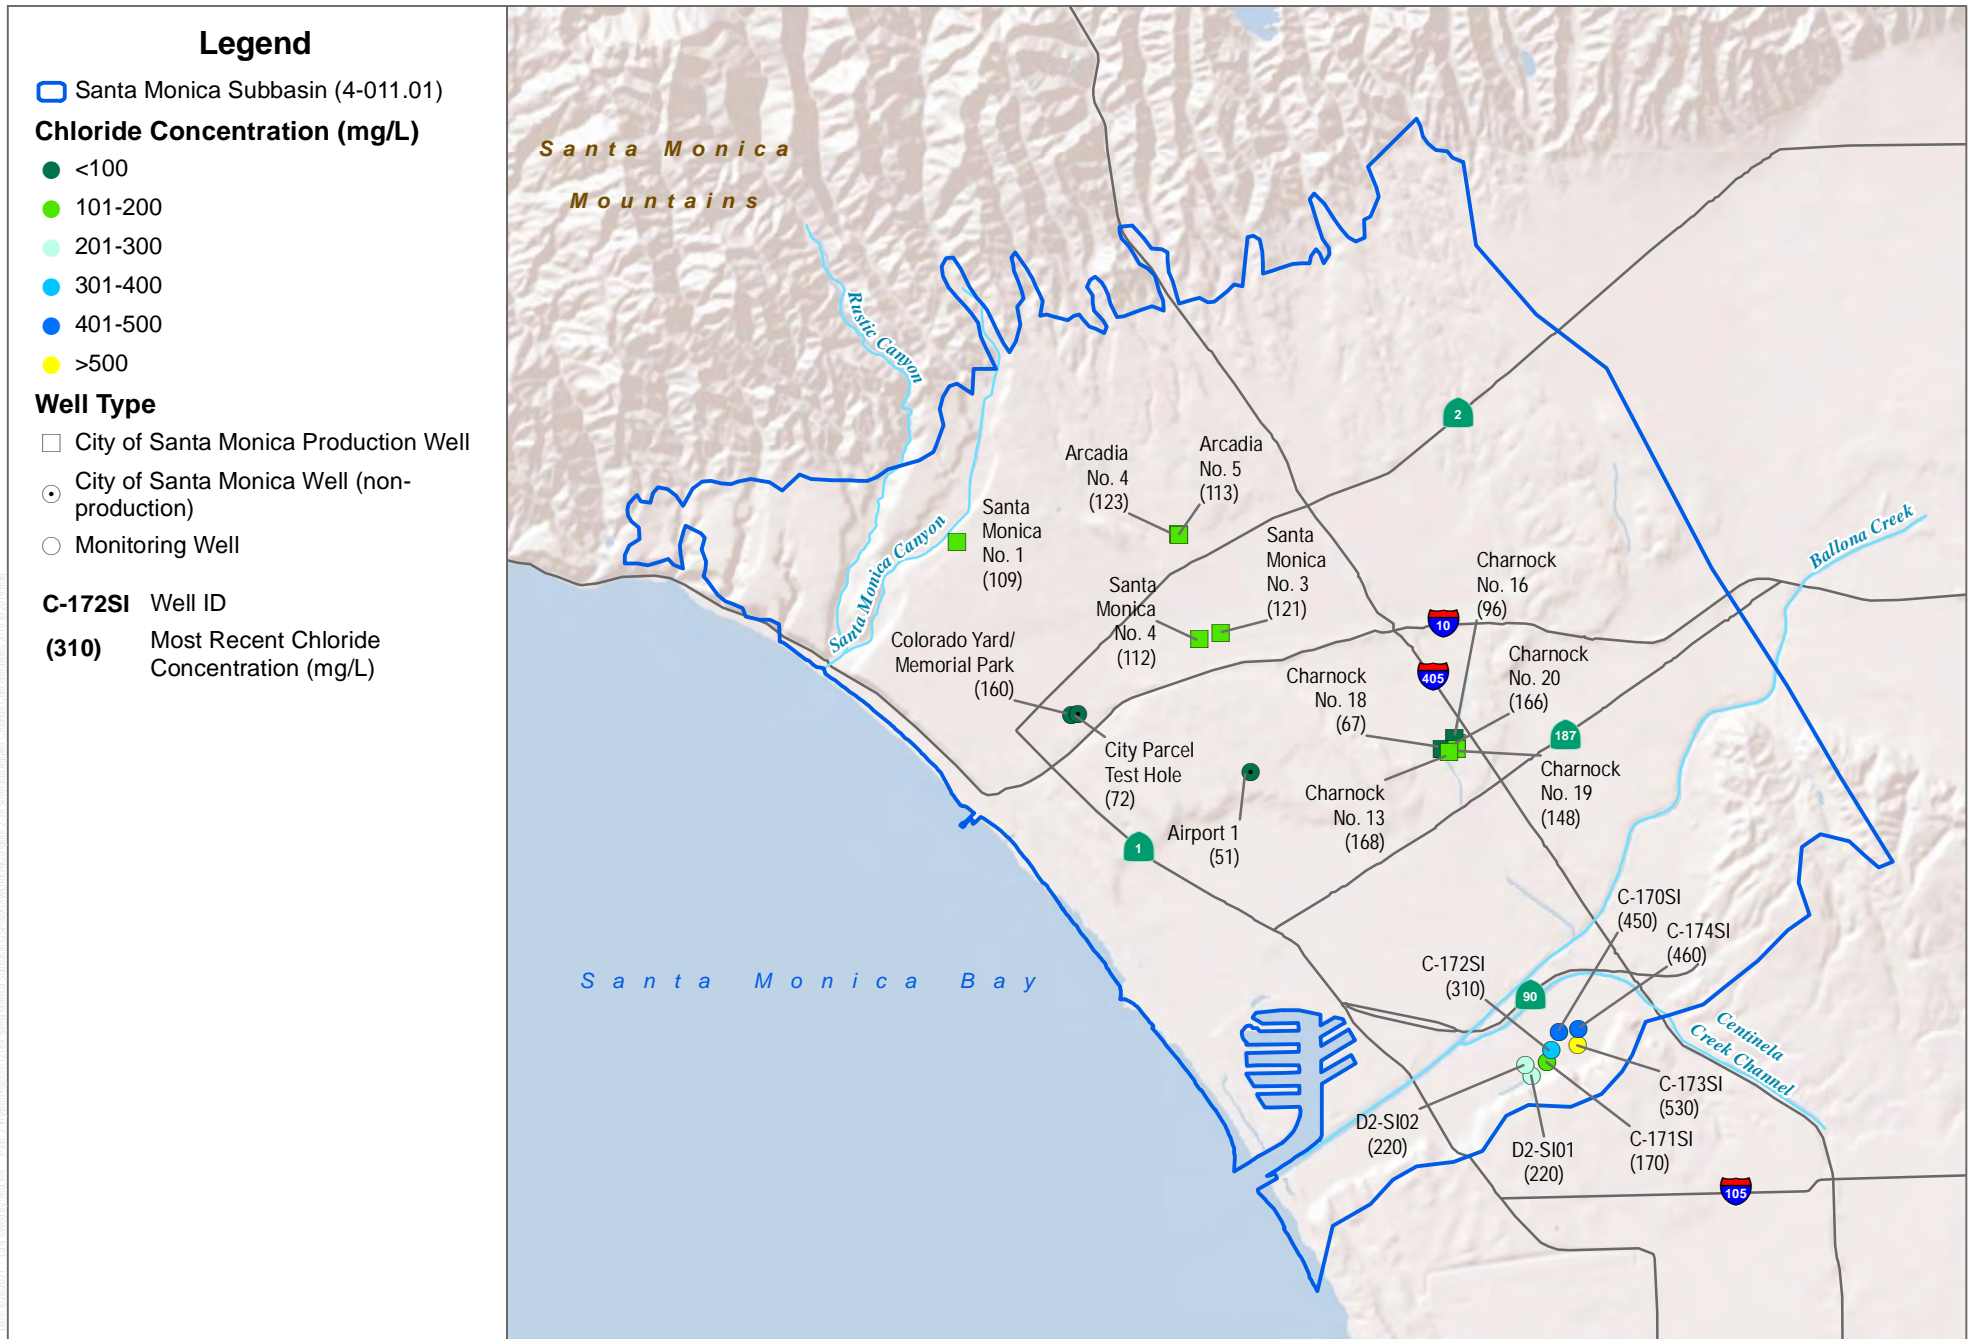 Legend
Santa Monica Subbasin (4-011.01)
Chloride Concentration (mg/L)
<100
101-200
201-300
301-400
401-500
>500
Well Type
City of Santa Monica Production Well
City of Santa Monica Well (non-
production)
Monitoring Well
C-172SI Well ID
(310) Most Recent Chloride
Concentration (mg/L)
Santa Monica
Mountains
Rustic Canyon
Santa Monica Canyon
Santa
Monica
No. 1
(109)
Arcadia
No. 4
(123)
Arcadia
No. 5
(113)
2
Santa
Monica
No. 3
(121)
Santa
Monica
No. 4
(112)
Ballona Creek
Charnock
No. 16
(96)
10
405
Colorado Yard/
Memorial Park
(160)
Charnock
No. 18
(67)
Charnock
No. 20
(166)
187
City Parcel
Test Hole
(72)
Charnock
No. 19
(148)
Charnock
No. 13
(168)
Airport 1
(51)
1
C-170SI
(450)
C-174SI
(460)
C-172SI
(310)
90
Santa Monica Bay
Centinela
Creek Channel
C-173SI
(530)
D2-SI02
(220)
C-171SI
(170)
D2-SI01
(220)
105